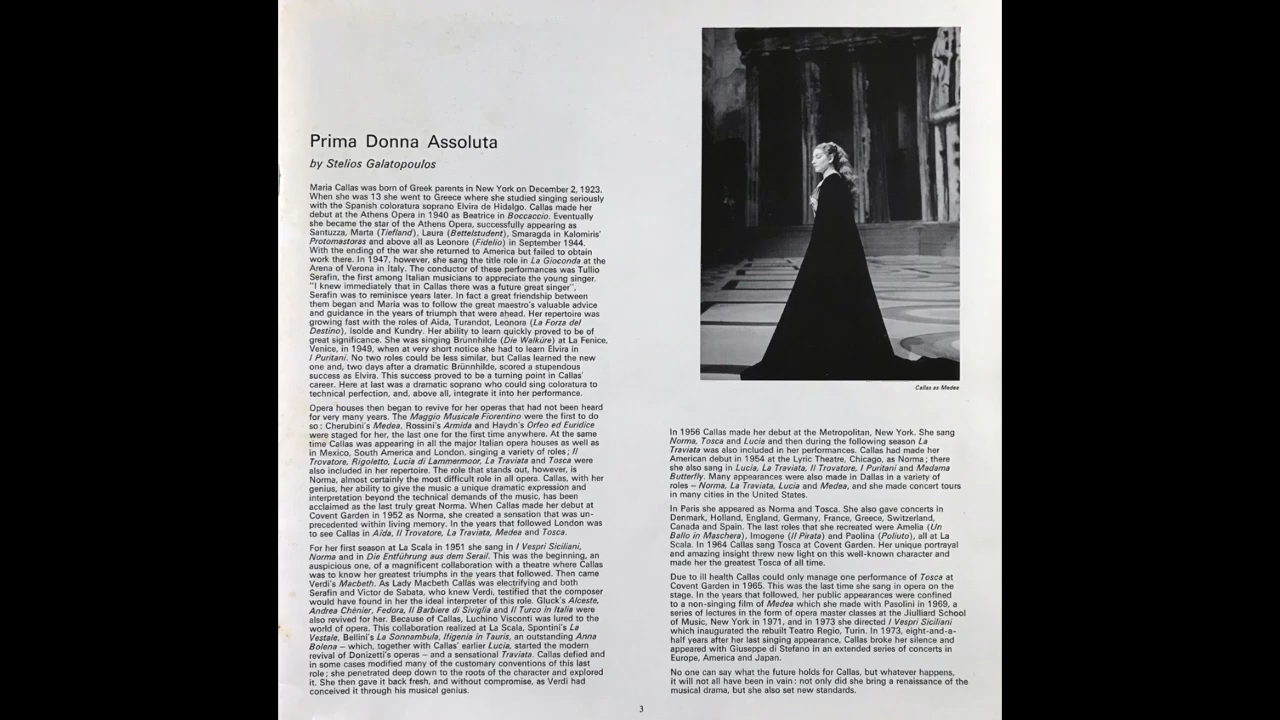 Prima Donna Assoluta
by Stelios Galatopoulos
Maria Callas was born of Greek parents in New York on December 2, 1923.
When she was 13 she went to Greece where she studied singing seriously
with the Spanish coloratura soprano Elvira de Hidalgo. Callas made her
debut at the Athens Opera in 1940 as Beatrice in Boccaccio. Eventually
she became the star of the Athens Opera, successfully appearing as
Santuzza, Marta (Tiefland), Laura (Bettelstudent), Smaragda in Kalomiris'
Protomastoras and above all as Leonore (Fidelio) in September 1944.
With the ending of the war she returned to America but failed to obtain
work there. In 1947, however, she sang the title role in La Gioconda at the
Arena of Verona in Italy. The conductor of these performances was Tullio
Serafin, the first among Italian musicians to appreciate the young singer.
"I knew immediately that in Callas there was a future great singer",
Serafin was to reminisce years later. In fact a great friendship between
them began and Maria was to follow the great maestro's valuable advice
and guidance in the years of triumph that were ahead. Her repertoire was
growing fast with the roles of Aida, Turandot, Leonora (La Forza del
Destino), Isolde and Kundry. Her ability to learn quickly proved to be of
great significance. She was singing Brünnhilde (Die Walküre) at La Fenice,
Venice, in 1949, when at very short notice she had to learn Elvira in
I Puritani. No two roles could be less similar, but Callas learned the new
one and, two days after a dramatic Brünnhilde, scored a stupendous
success as Elvira. This success proved to be a turning point in Callas'
career. Here at last was a dramatic soprano who could sing coloratura to
technical perfection, and, above all, integrate it into her performance.
Opera houses then began to revive for her operas that had not been heard
for very many years. The Maggio Musicale Fiorentino were the first to do
so: Cherubini's Medea, Rossini's Armida and Haydn's Orfeo ed Euridice
were staged for her, the last one for the first time anywhere. At the same
time Callas was appearing in all the major Italian opera houses as well as
in Mexico, South America and London, singing a variety of roles; Il
Trovatore, Rigoletto, Lucia di Lammermoor, La Traviata and Tosca were
also included in her repertoire. The role that stands out, however, is
Norma, almost certainly the most difficult role in all opera. Callas, with her
genius, her ability to give the music a unique dramatic expression and
interpretation beyond the technical demands of the music, has been
acclaimed as the last truly great Norma. When Callas made her debut at
Covent Garden in 1952 as Norma, she created a sensation that was un-
precedented within living memory. In the years that followed London was
to see Callas in Aida, Il Trovatore, La Traviata, Medea and Tosca.
For her first season at La Scala in 1951 she sang in I Vespri Siciliani,
Norma and in Die Entführung aus dem Serail. This was the beginning, an
auspicious one, of a magnificent collaboration with a theatre where Callas
was to know her greatest triumphs in the years that followed. Then came
Verdi's Macbeth. As Lady Macbeth Callas was electrifying and both
Serafin and Victor de Sabata, who knew Verdi, testified that the composer
would have found in her the ideal interpreter of this role. Gluck's Alceste,
Andrea Chénier, Fedora, Il Barbiere di Siviglia and Il Turco in Italia were
also revived for her. Because of Callas, Luchino Visconti was lured to the
world of opera. This collaboration realized at La Scala, Spontini's La
Vestale, Bellini's La Sonnambula, Ifigenia in Tauris, an outstanding Anna
Bolena – which, together with Callas' earlier Lucia, started the modern
revival of Donizetti's operas – and a sensational Traviata. Callas defied and
in some cases modified many of the customary conventions of this last
role; she penetrated deep down to the roots of the character and explored
it. She then gave it back fresh, and without compromise, as Verdi had
conceived it through his musical genius.
Callas as Medea
In 1956 Callas made her debut at the Metropolitan, New York. She sang
Norma, Tosca and Lucia and then during the following season La
Traviata was also included in her performances. Callas had made her
American debut in 1954 at the Lyric Theatre, Chicago, as Norma; there
she also sang in Lucia, La Traviata, Il Trovatore, I Puritani and Madama
Butterfly. Many appearances were also made in Dallas in a variety of
roles – Norma, La Traviata, Lucia and Medea, and she made concert tours
in many cities in the United States.
In Paris she appeared as Norma and Tosca. She also gave concerts in
Denmark, Holland, England, Germany, France, Greece, Switzerland,
Canada and Spain. The last roles that she recreated were Amelia (Un
Ballo in Maschera), Imogene (Il Pirata) and Paolina (Poliuto), all at La
Scala. In 1964 Callas sang Tosca at Covent Garden. Her unique portrayal
and amazing insight threw new light on this well-known character and
made her the greatest Tosca of all time.
Due to ill health Callas could only manage one performance of Tosca at
Covent Garden in 1965. This was the last time she sang in opera on the
stage. In the years that followed, her public appearances were confined
to a non-singing film of Medea which she made with Pasolini in 1969, a
series of lectures in the form of opera master classes at the Jiulliard School
of Music, New York in 1971, and in 1973 she directed I Vespri Siciliani
which inaugurated the rebuilt Teatro Regio, Turin. In 1973, eight-and-a-
half years after her last singing appearance, Callas broke her silence and
appeared with Giuseppe di Stefano in an extended series of concerts in
Europe, America and Japan.
No one can say what the future holds for Callas, but whatever happens,
it will not all have been in vain: not only did she bring a renaissance of the
musical drama, but she also set new standards.
3